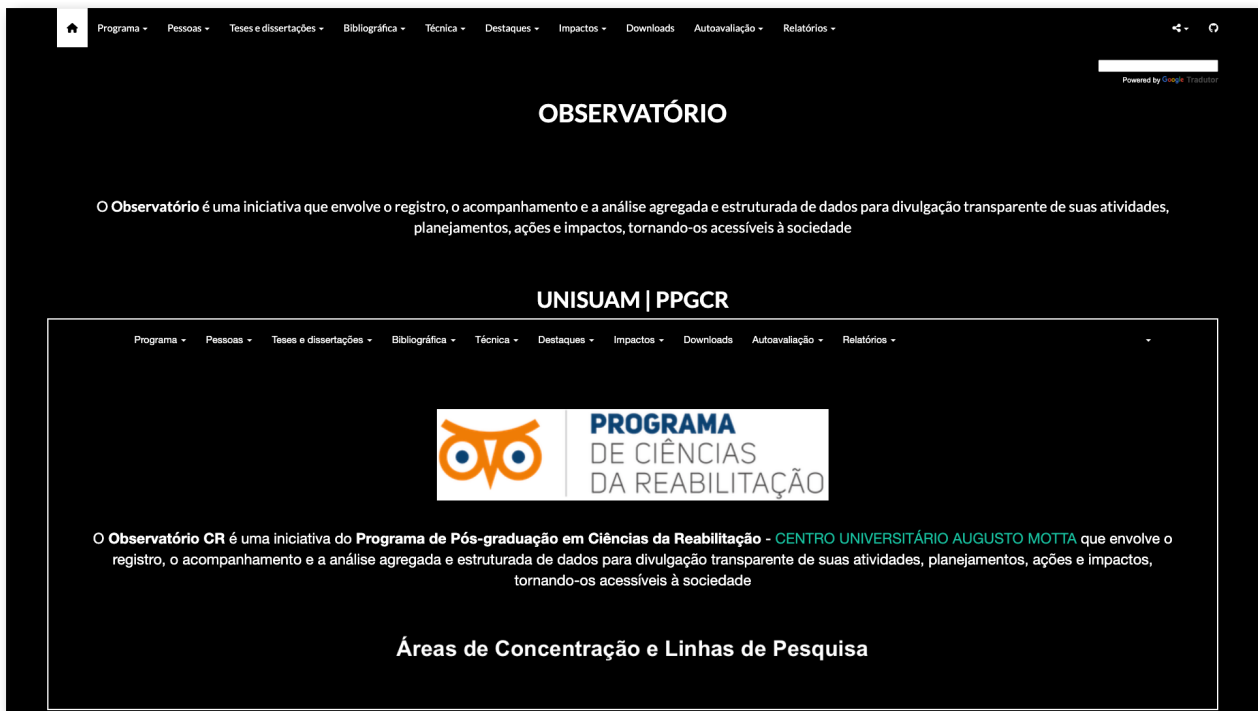 Programa Pessoas Teses e dissertações Bibliográfica Técnica Destaques Impactos Downloads Autoavaliação Relatórios
Powered by Google Tradutor
OBSERVATÓRIO
O Observatório é uma iniciativa que envolve o registro, o acompanhamento e a análise agregada e estruturada de dados para divulgação transparente de suas atividades,
planejamentos, ações e impactos, tornando-os acessíveis à sociedade
UNISUAM | PPGCR
Programa Pessoas Teses e dissertações Bibliográfica Técnica Destaques Impactos Downloads Autoavaliação Relatórios
PROGRAMA
DE CIÊNCIAS
DA REABILITAÇÃO
O Observatório CR é uma iniciativa do Programa de Pós-graduação em Ciências da Reabilitação - CENTRO UNIVERSITÁRIO AUGUSTO MOTTA que envolve o
registro, o acompanhamento e a análise agregada e estruturada de dados para divulgação transparente de suas atividades, planejamentos, ações e impactos,
tornando-os acessíveis à sociedade
Áreas de Concentração e Linhas de Pesquisa